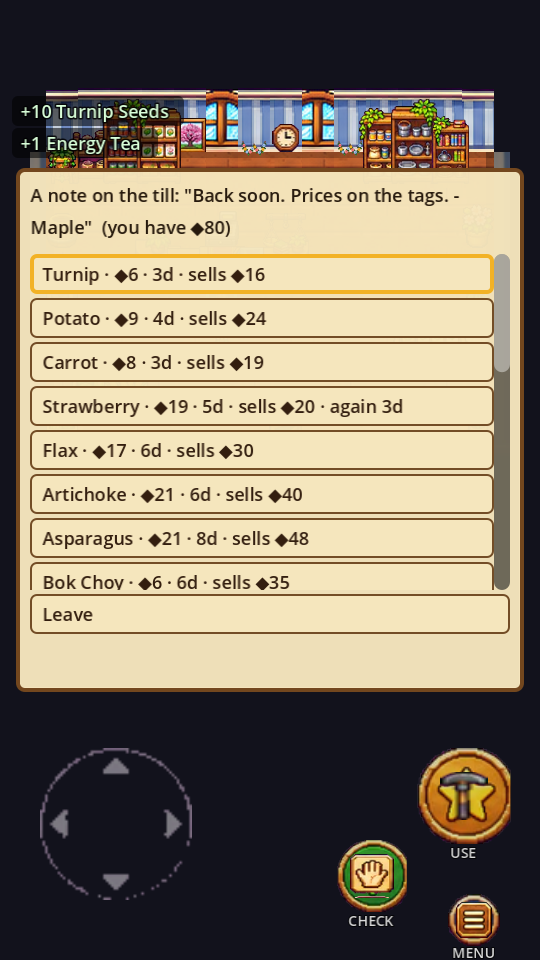 +10 Turnip Seeds
+1 Energy Tea
A note on the till: "Back soon. Prices on the tags. -
Maple"  (you have ◆80)
Turnip · ◆6 · 3d · sells ◆16
Potato · ◆9 · 4d · sells ◆24
Carrot · ◆8 · 3d · sells ◆19
Strawberry · ◆19 · 5d · sells ◆20 · again 3d
Flax · ◆17 · 6d · sells ◆30
Artichoke · ◆21 · 6d · sells ◆40
Asparagus · ◆21 · 8d · sells ◆48
Bok Choy · ◆6 · 6d · sells ◆35
Leave
USE
CHECK
MENU